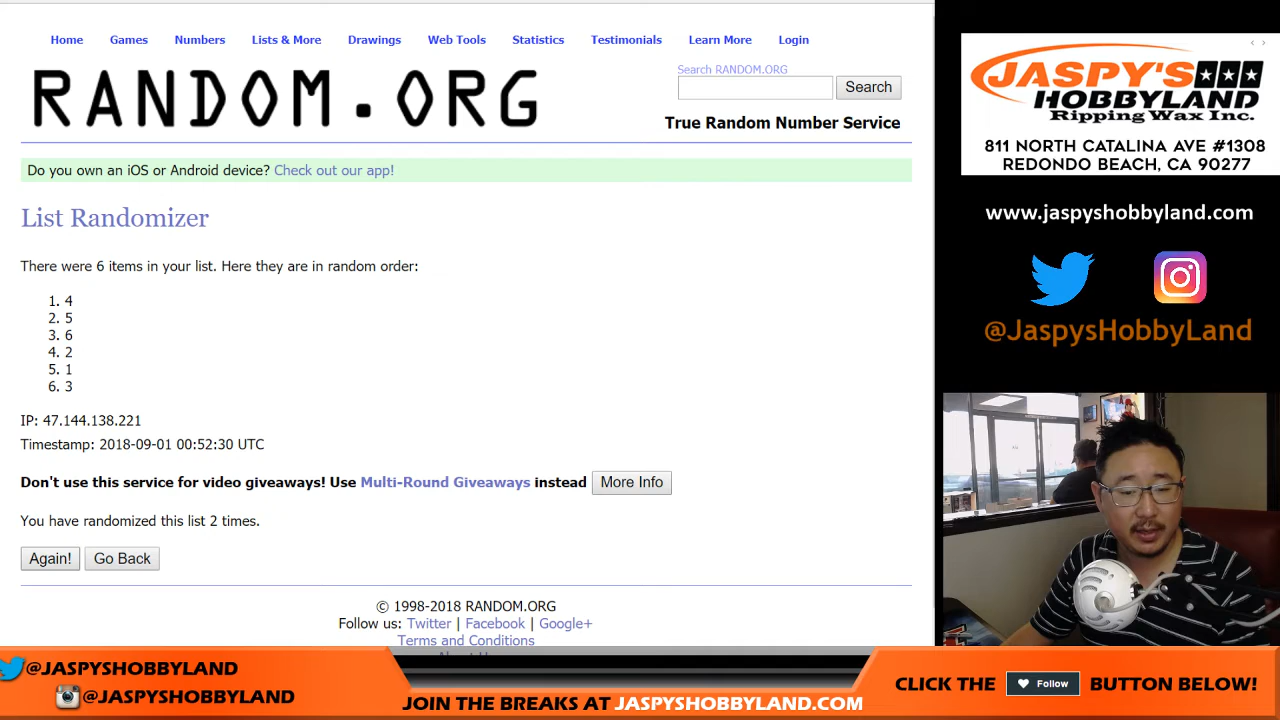 Home Games Numbers Lists & More Drawings Web Tools Statistics Testimonials Learn More Login
RANDOM.ORG
Search RANDOM.ORG
Search
True Random Number Service
Do you own an iOS or Android device? Check out our app!
List Randomizer
There were 6 items in your list. Here they are in random order:
1. 4
2. 5
3. 6
4. 2
5. 1
6. 3
IP: 47.144.138.221
Timestamp: 2018-09-01 00:52:30 UTC
Don't use this service for video giveaways! Use Multi-Round Giveaways instead More Info
You have randomized this list 2 times.
Again! Go Back
© 1998-2018 RANDOM.ORG
Follow us: Twitter | Facebook | Google+
Terms and Conditions
JASPY'S
HOBBYLAND
Ripping Wax Inc.
811 NORTH CATALINA AVE #1308
REDONDO BEACH, CA 90277
www.jaspyshobbyland.com
@JaspysHobbyLand
@JASPYSHOBBYLAND
@JASPYSHOBBYLAND
JOIN THE BREAKS AT JASPYSHOBBYLAND.COM
CLICK THE Follow BUTTON BELOW!